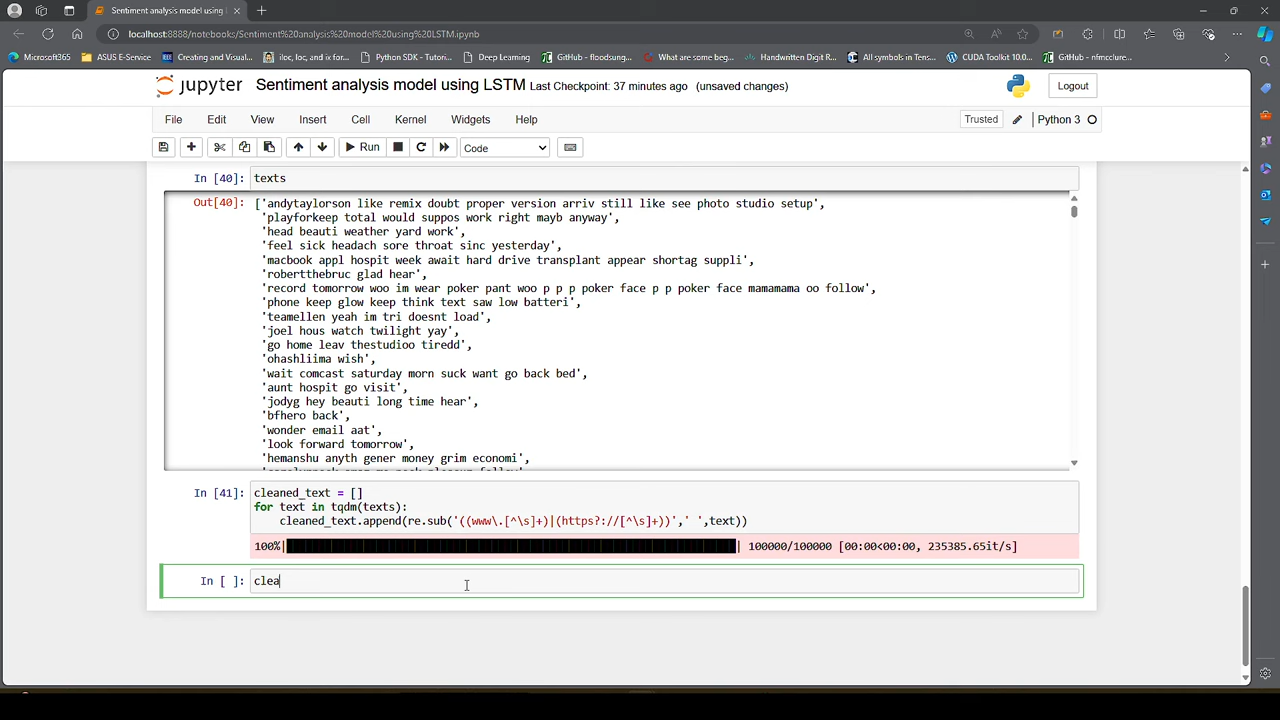 Sentiment analysis model using
localhost:8888/notebooks/Sentiment%20analysis%20model%20using%20LSTM.ipynb
Microsoft365
ASUS E-Service
Creating and Visual...
iloc, loc, and ix for...
Python SDK - Tutori...
Deep Learning
GitHub - floodsung...
What are some beg...
Handwritten Digit R...
All symbols in Tens...
CUDA Toolkit 10.0...
GitHub - nfmcclure...
jupyter Sentiment analysis model using LSTM Last Checkpoint: 37 minutes ago (unsaved changes)
Logout
File Edit View Insert Cell Kernel Widgets Help
Trusted
Python 3
Run
Code
In [40]: texts
Out[40]: ['andytaylorson like remix doubt proper version arriv still like see photo studio setup',
'playforkeep total would suppos work right mayb anyway',
'head beauti weather yard work',
'feel sick headach sore throat sinc yesterday',
'macbook appl hospit week await hard drive transplant appear shortag suppli',
'robertthebruc glad hear',
'record tomorrow woo im wear poker pant woo p p p poker face p p poker face mamamama oo follow',
'phone keep glow keep think text saw low batteri',
'teamellen yeah im tri doesnt load',
'joel hous watch twilight yay',
'go home leav thestudioo tiredd',
'ohashliima wish',
'wait comcast saturday morn suck want go back bed',
'aunt hospit go visit',
'jodyg hey beauti long time hear',
'bfhero back',
'wonder email aat',
'look forward tomorrow',
'hemanshu anyth gener money grim economi',
In [41]: cleaned_text = []
for text in tqdm(texts):
cleaned_text.append(re.sub('((www\.[^\s]+)|(https?://[^\s]+))',' ',text))
100%| | 100000/100000 [00:00<00:00, 235385.65it/s]
In [ ]: clea